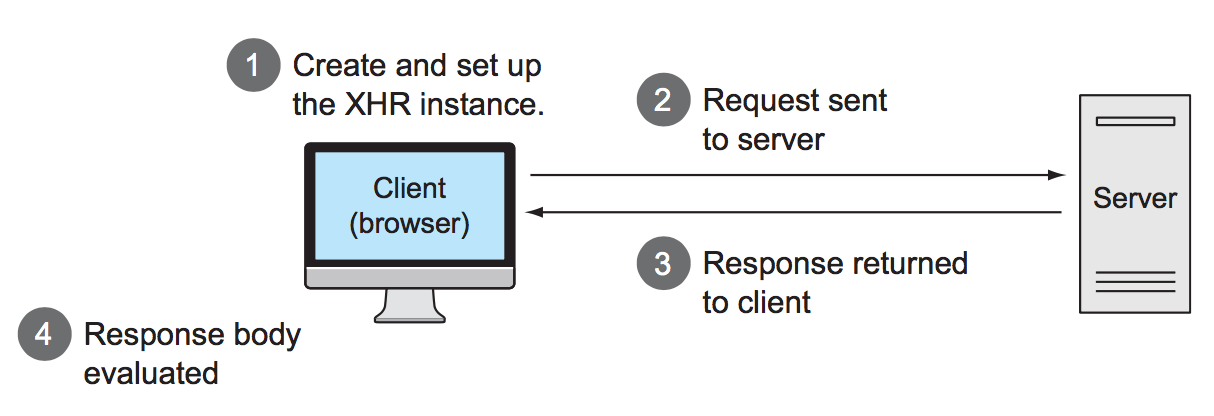 1 Create and set up
the XHR instance.
2 Request sent
to server
Client
(browser)
Server
3 Response returned
to client
4 Response body
evaluated